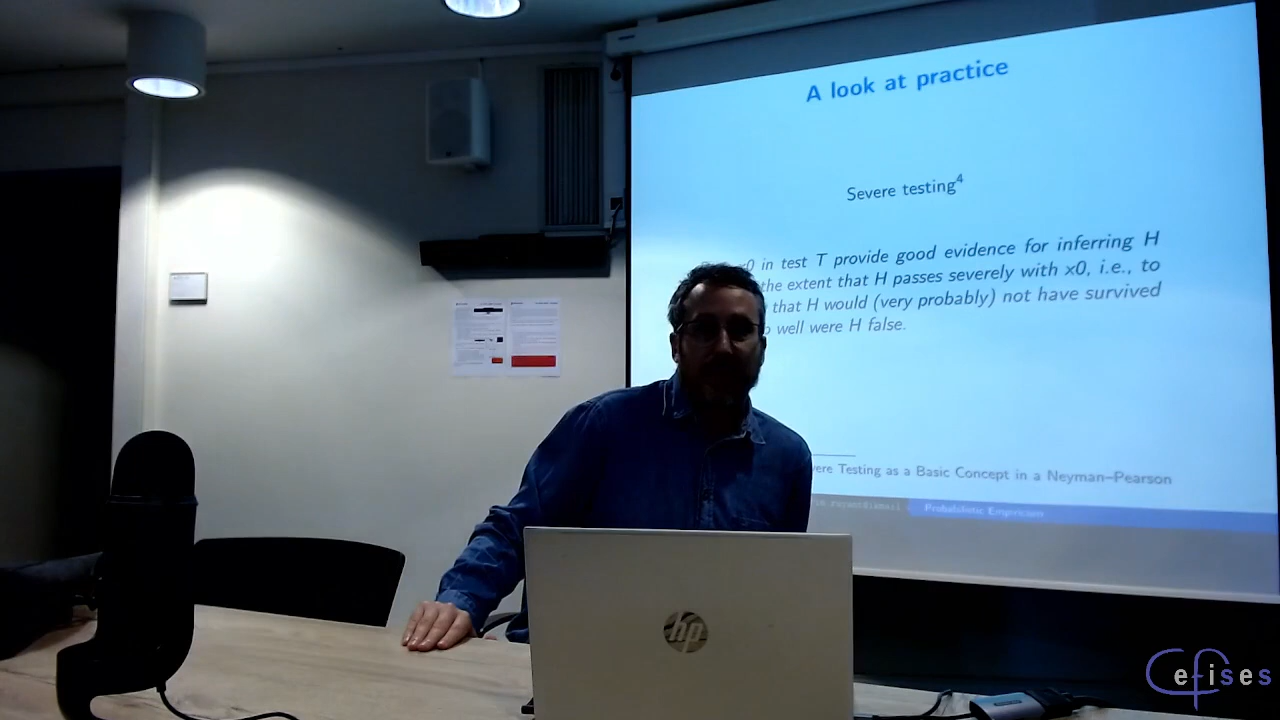 A look at practice
Severe testing4
x0 in test T provide good evidence for inferring H
the extent that H passes severely with x0, i.e., to
that H would (very probably) not have survived
well were H false.
Testing as a Basic Concept in a Neyman–Pearson
Probabilistic Empiricism
hp
Cefises